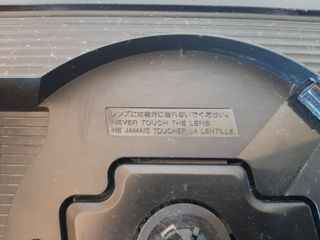 レンズには絶対に触れないでください。
NEVER TOUCH THE LENS.
NE JAMAIS TOUCHER LA LENTILLE.